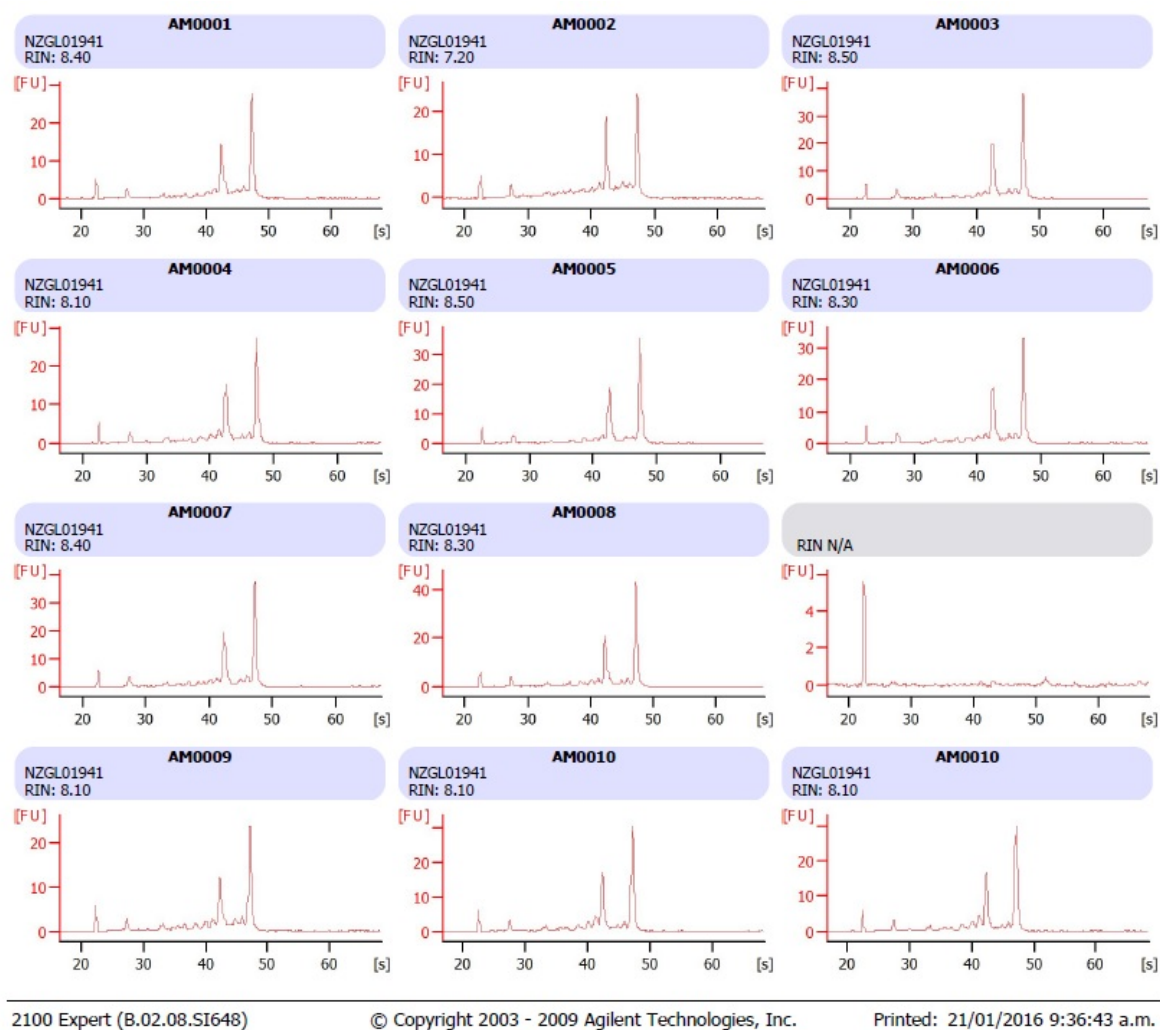 AM0001
NZGL01941
RIN: 8.40
[FU]
20
10
0
20 30 40 50 60 [s]
AM0002
NZGL01941
RIN: 7.20
[FU]
20
10
0
20 30 40 50 60 [s]
AM0003
NZGL01941
RIN: 8.50
[FU]
30
20
10
0
20 30 40 50 60 [s]
AM0004
NZGL01941
RIN: 8.10
[FU]
20
10
0
20 30 40 50 60 [s]
AM0005
NZGL01941
RIN: 8.50
[FU]
30
20
10
0
20 30 40 50 60 [s]
AM0006
NZGL01941
RIN: 8.30
[FU]
30
20
10
0
20 30 40 50 60 [s]
AM0007
NZGL01941
RIN: 8.40
[FU]
30
20
10
0
20 30 40 50 60 [s]
AM0008
NZGL01941
RIN: 8.30
[FU]
40
20
0
20 30 40 50 60 [s]
RIN N/A
[FU]
4
2
0
20 30 40 50 60 [s]
AM0009
NZGL01941
RIN: 8.10
[FU]
20
10
0
20 30 40 50 60 [s]
AM0010
NZGL01941
RIN: 8.10
[FU]
20
10
0
20 30 40 50 60 [s]
AM0010
NZGL01941
RIN: 8.10
[FU]
20
10
0
20 30 40 50 60 [s]
2100 Expert (B.02.08.SI648) © Copyright 2003 - 2009 Agilent Technologies, Inc. Printed: 21/01/2016 9:36:43 a.m.